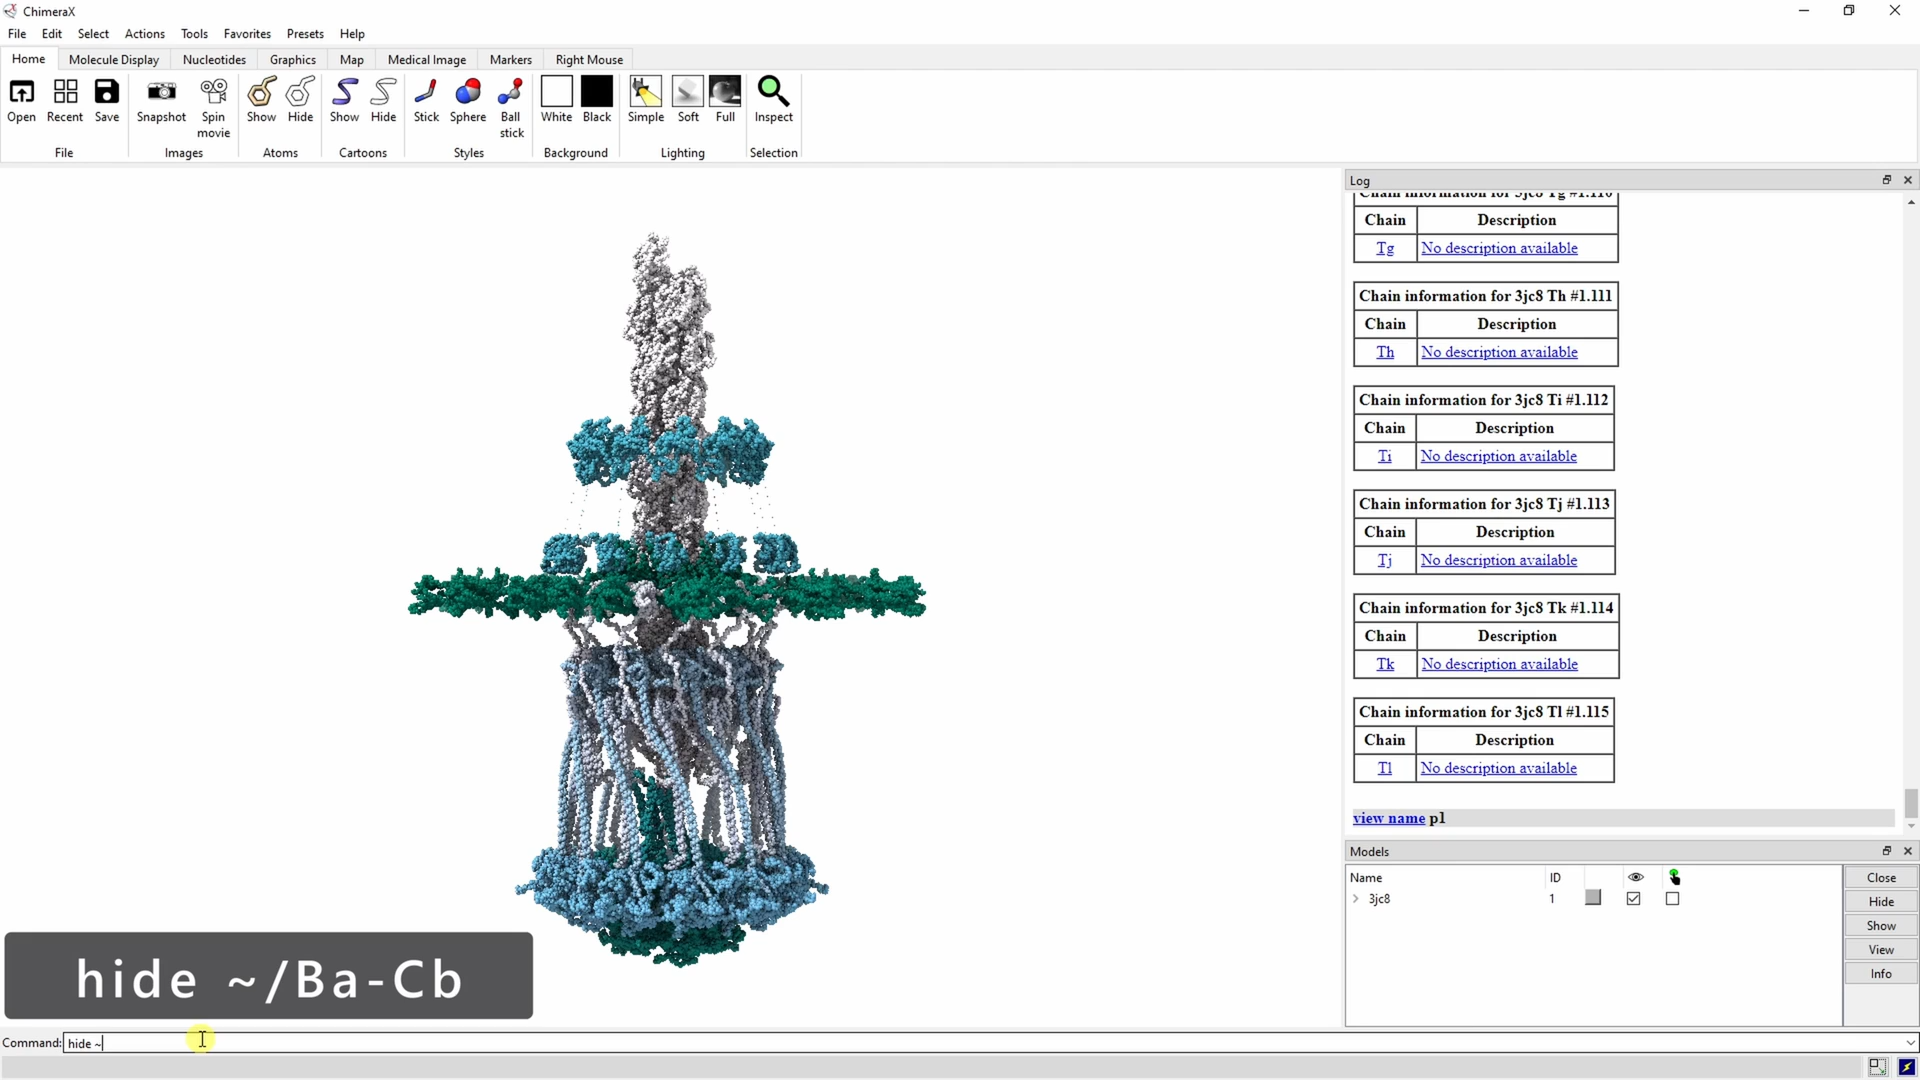 ChimeraX
File Edit Select Actions Tools Favorites Presets Help
Home Molecule Display Nucleotides Graphics Map Medical Image Markers Right Mouse
Open Recent Save Snapshot Spin movie Show Hide Show Hide Stick Sphere Ball stick White Black Simple Soft Full Inspect
File Images Atoms Cartoons Styles Background Lighting Selection
Log
Chain information for 3jc8 Tg #1.110
Chain Description
Tg No description available
Chain information for 3jc8 Th #1.111
Chain Description
Th No description available
Chain information for 3jc8 Ti #1.112
Chain Description
Ti No description available
Chain information for 3jc8 Tj #1.113
Chain Description
Tj No description available
Chain information for 3jc8 Tk #1.114
Chain Description
Tk No description available
Chain information for 3jc8 Tl #1.115
Chain Description
Tl No description available
view name p1
Models
Name ID
3jc8 1
Close
Hide
Show
View
Info
hide ~/Ba-Cb
Command: hide ~